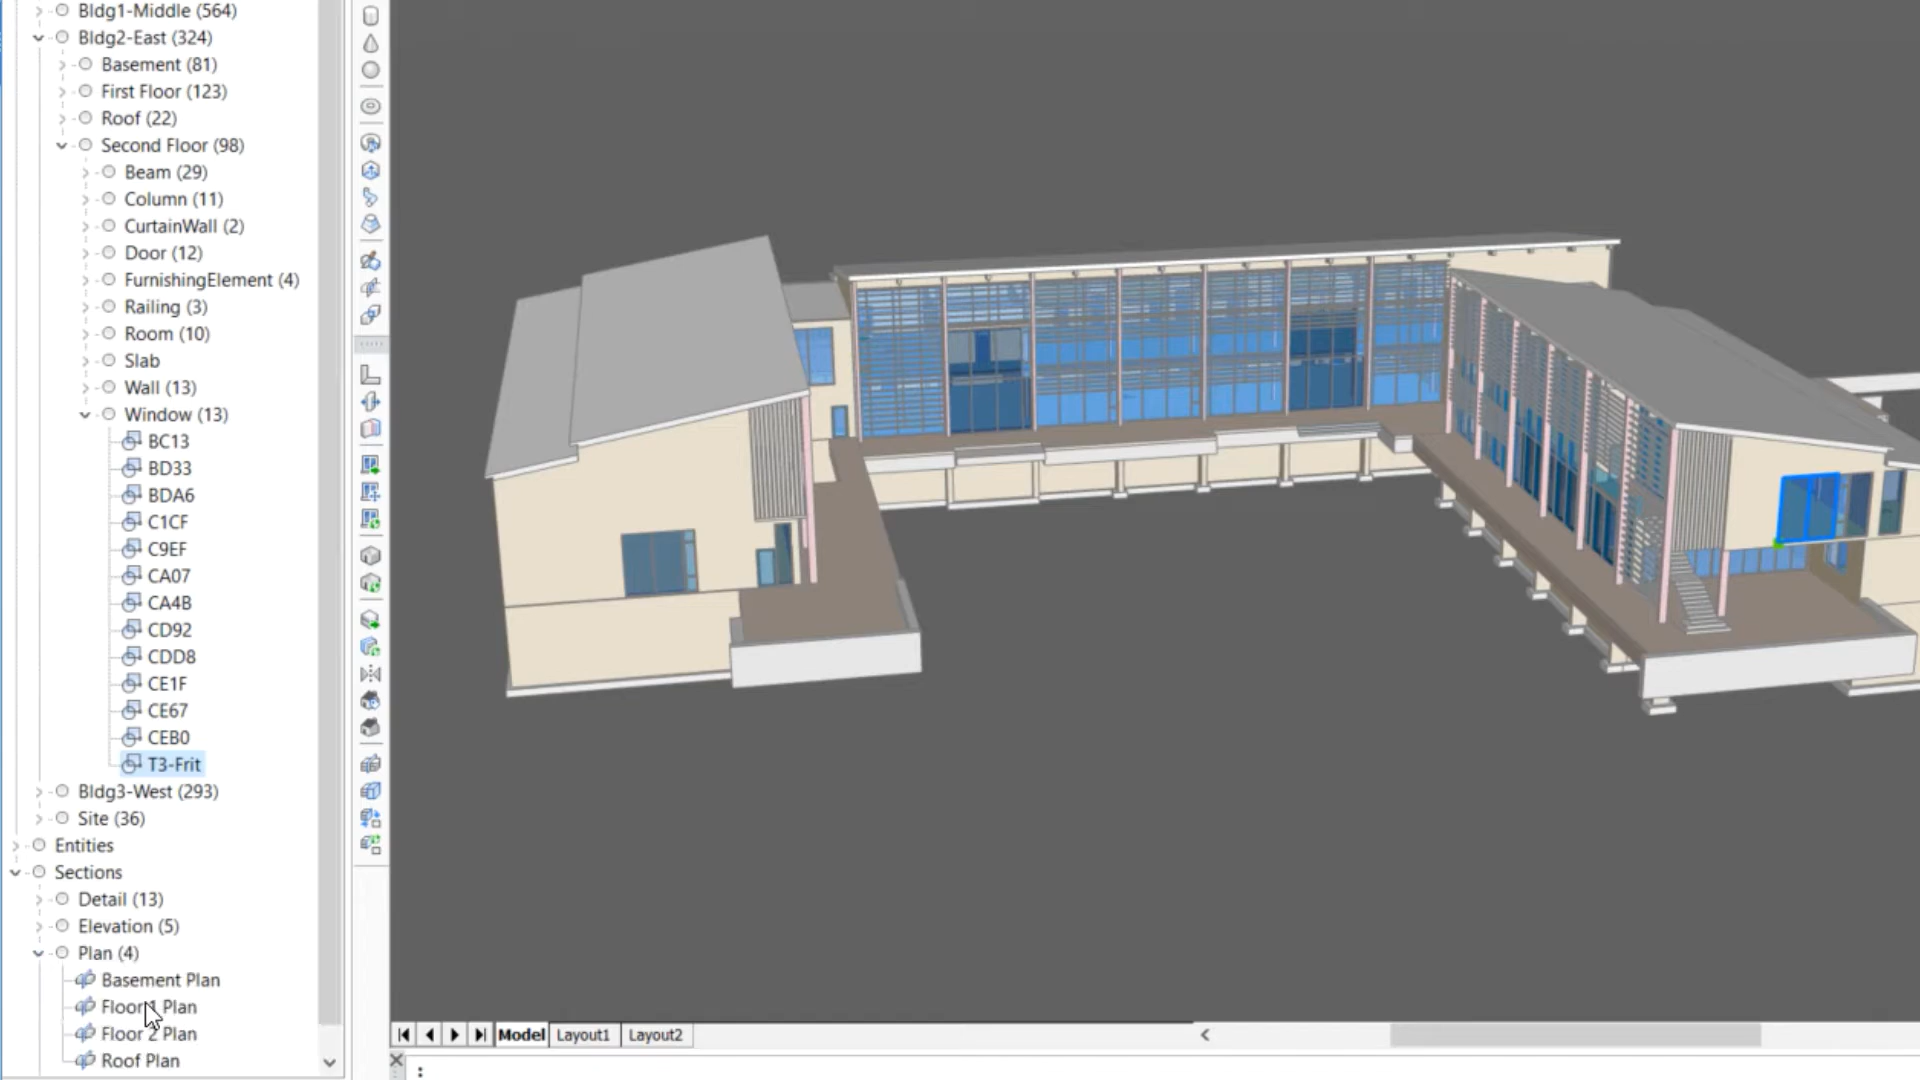 Bldg1-Middle (564)
Bldg2-East (324)
Basement (81)
First Floor (123)
Roof (22)
Second Floor (98)
Beam (29)
Column (11)
CurtainWall (2)
Door (12)
FurnishingElement (4)
Railing (3)
Room (10)
Slab
Wall (13)
Window (13)
BC13
BD33
BDA6
C1CF
C9EF
CA07
CA4B
CD92
CDD8
CE1F
CE67
CEB0
T3-Frit
Bldg3-West (293)
Site (36)
Entities
Sections
Detail (13)
Elevation (5)
Plan (4)
Basement Plan
Floor 1 Plan
Floor 2 Plan
Roof Plan
Model Layout1 Layout2
: